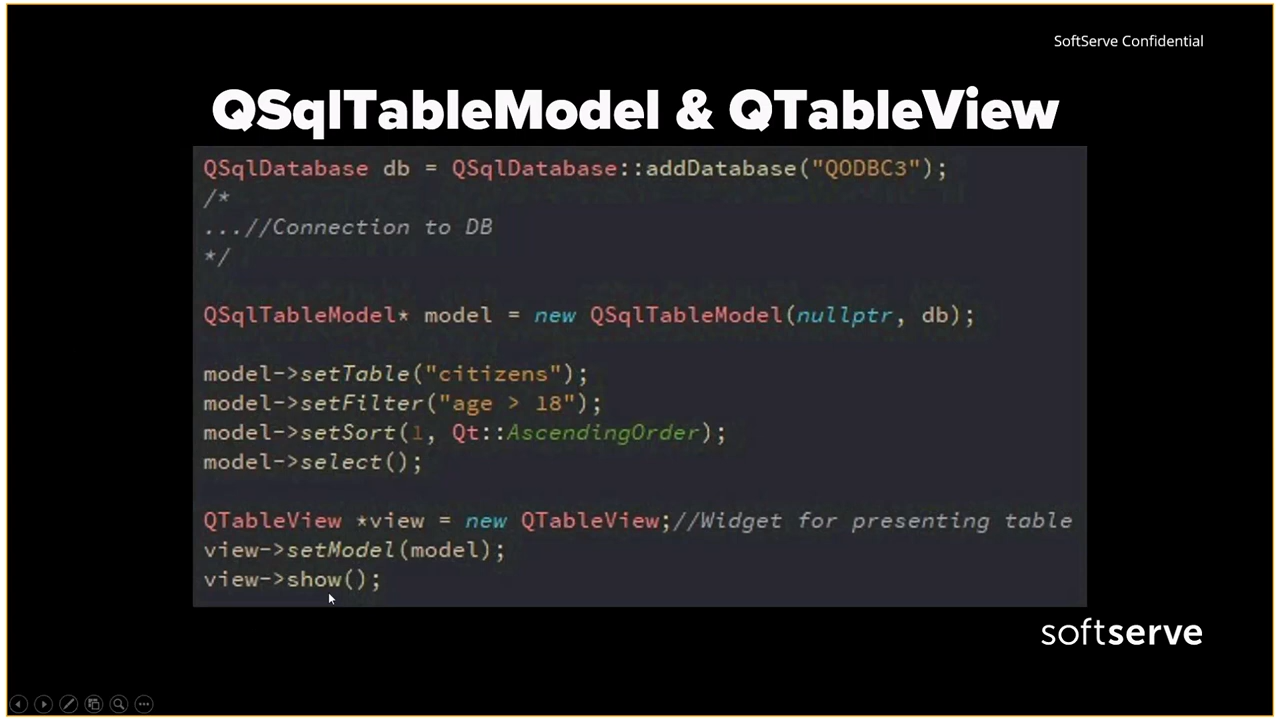 SoftServe Confidential
QSqlTableModel & QTableView
QSqlDatabase db = QSqlDatabase::addDatabase("QODBC3");
/*
...//Connection to DB
*/
QSqlTableModel* model = new QSqlTableModel(nullptr, db);
model->setTable("citizens");
model->setFilter("age > 18");
model->setSort(1, Qt::AscendingOrder);
model->select();
QTableView *view = new QTableView;//Widget for presenting table
view->setModel(model);
view->show();
softserve